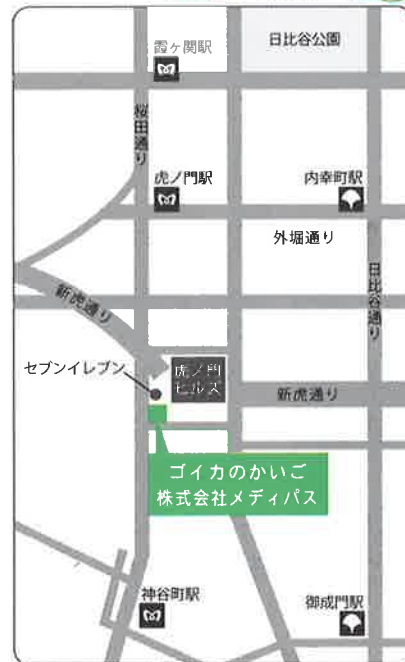 日比谷公園
霞ヶ関駅
桜田通り
虎ノ門駅
内幸町駅
外堀通り
日比谷通り
新虎通り
セブンイレブン
虎ノ門
ヒルズ
新虎通り
ゴイカのかいご
株式会社メディパス
神谷町駅
御成門駅